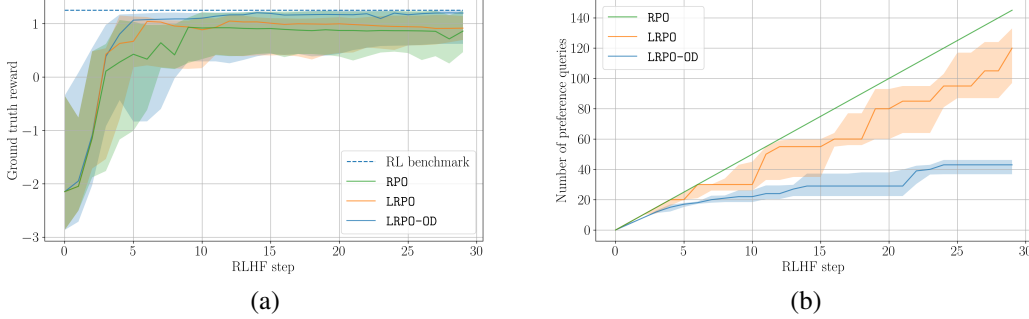 Ground truth reward
1
0
−1
−2
−3
0
5
10
15
20
25
30
RLHF step
RL benchmark
RPO
LRPO
LRPO-OD
(a)
Number of preference queries
140
120
100
80
60
40
20
0
0
5
10
15
20
25
30
RLHF step
RPO
LRPO
LRPO-OD
(b)